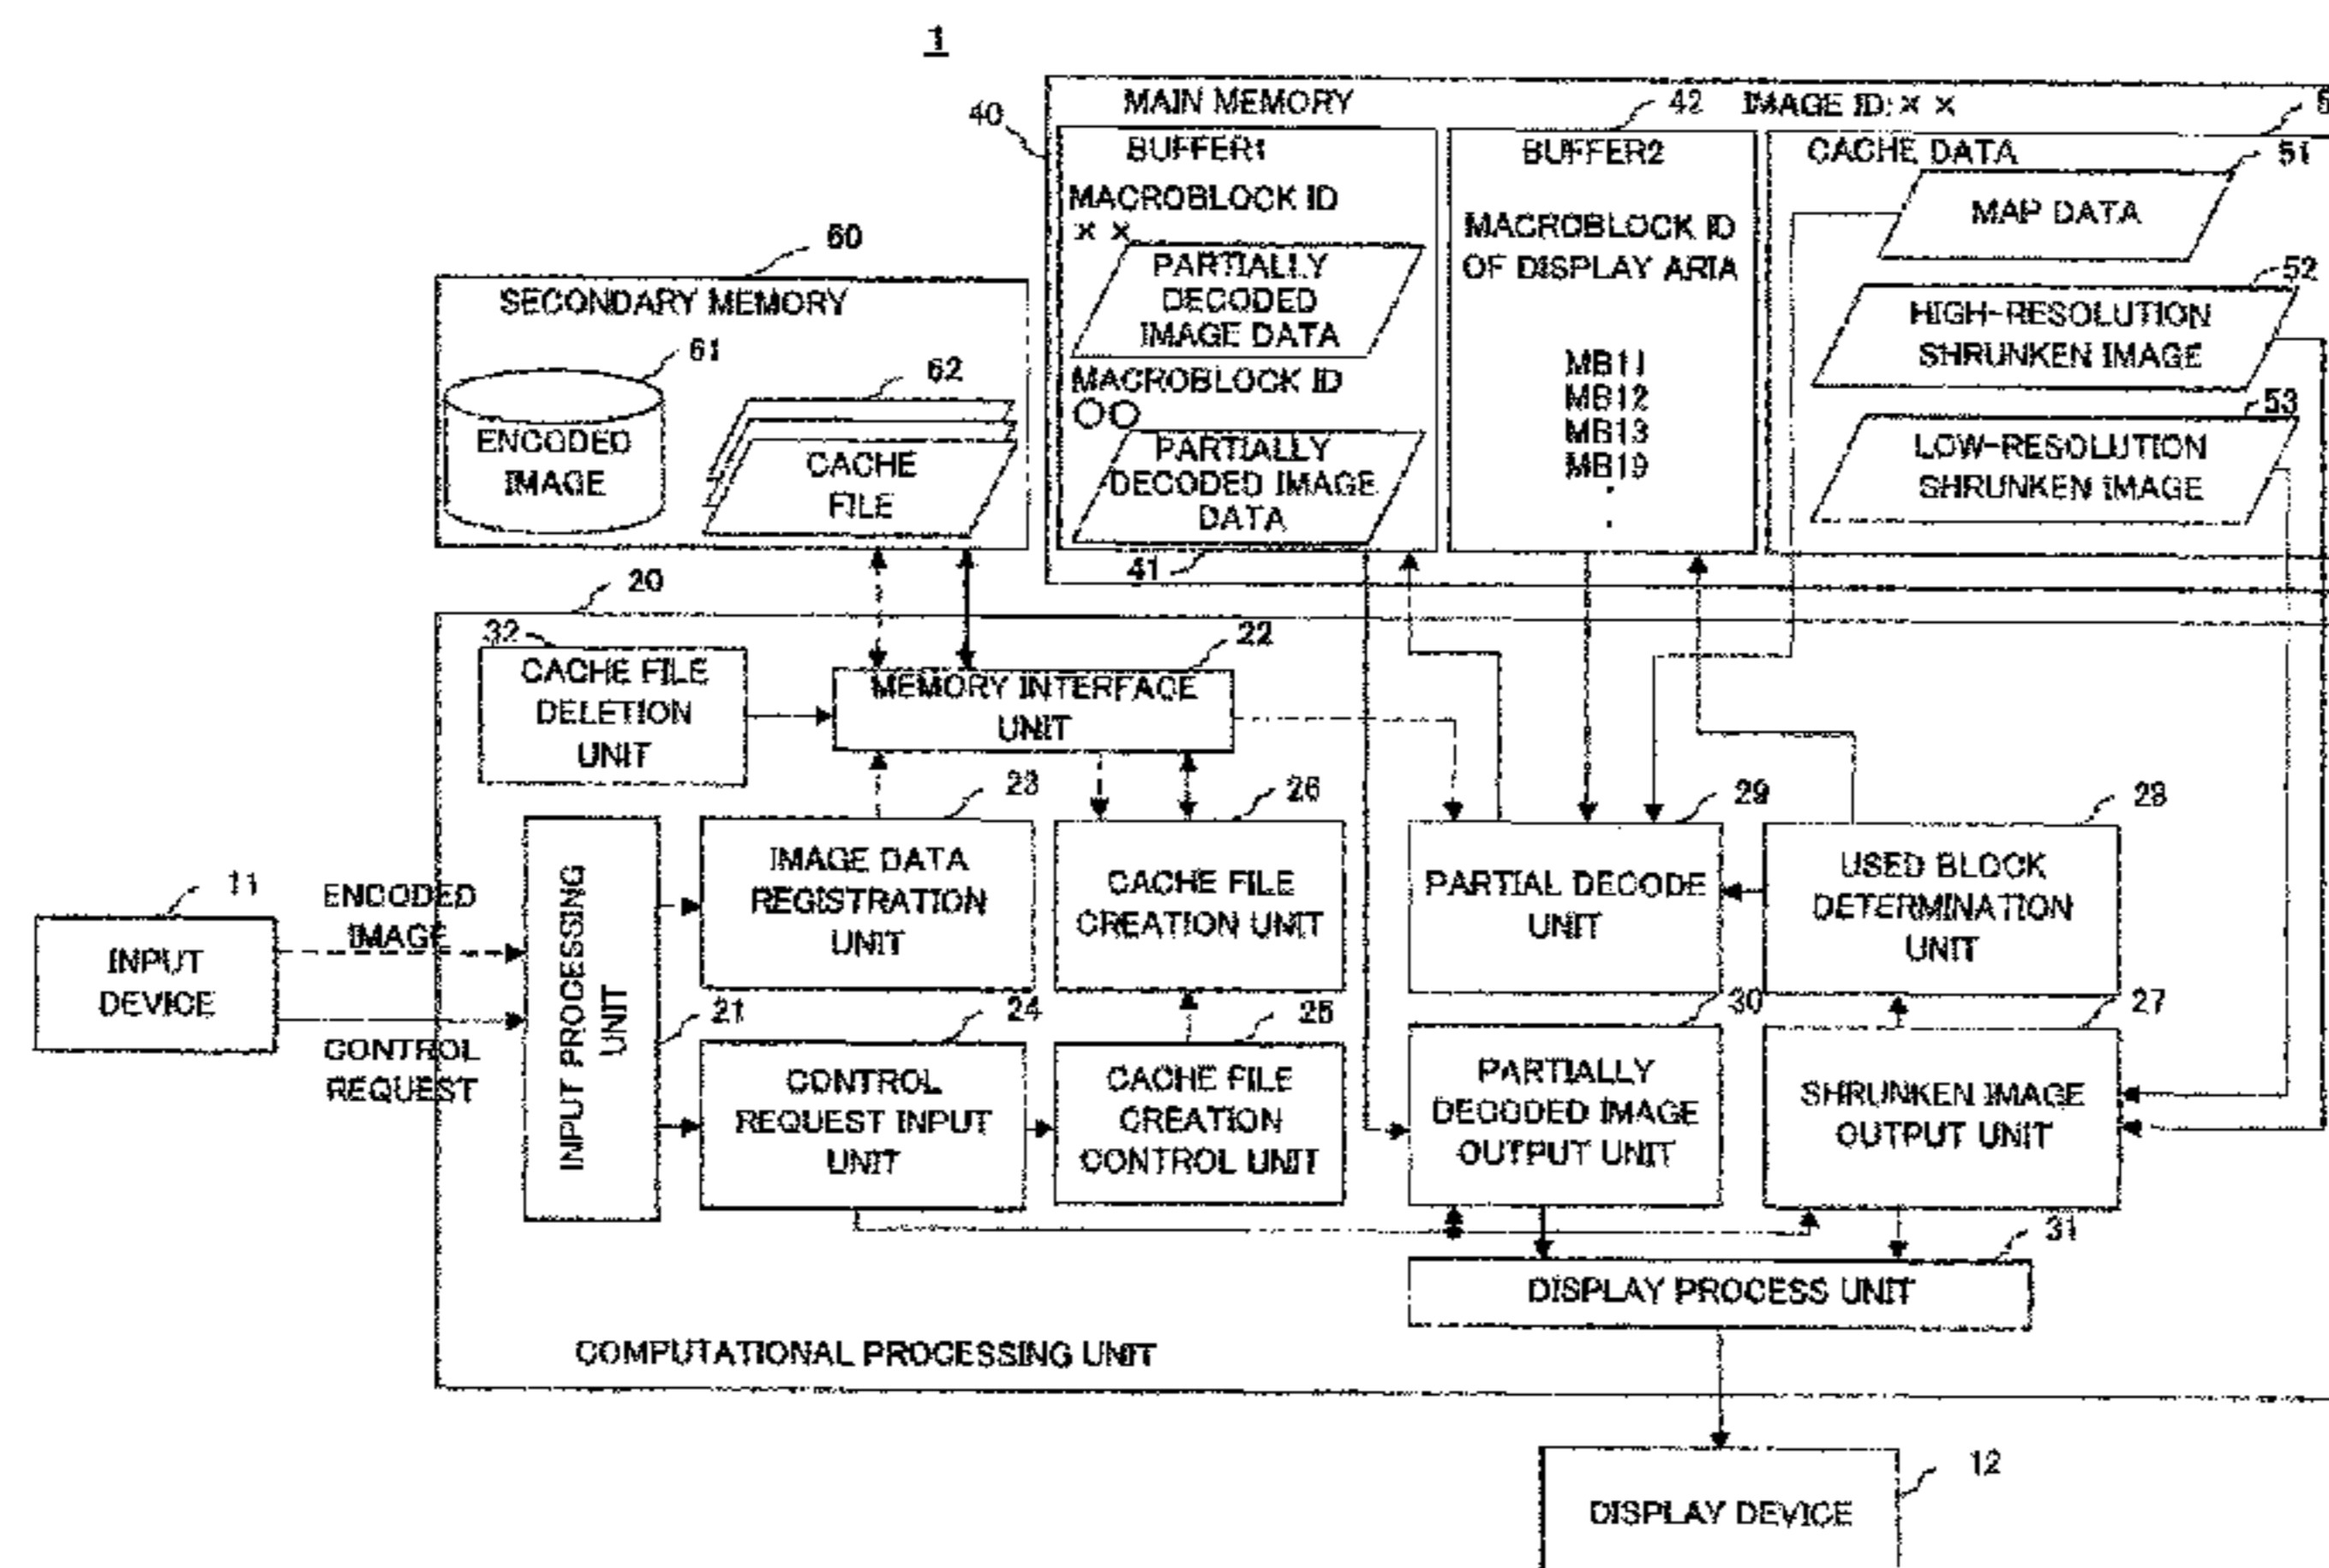 1
MAIN MEMORY
42
IMAGE ID: × ×
40
BUFFER1
MACROBLOCK ID
× ×
PARTIALLY
DECODED
IMAGE DATA
MACROBLOCK ID
○○
PARTIALLY
DECODED IMAGE
DATA
41
BUFFER2
MACROBLOCK ID
OF DISPLAY ARIA
MB11
MB12
MB13
MB19
.
.
CACHE DATA
51
MAP DATA
52
HIGH-RESOLUTION
SHRUNKEN IMAGE
53
LOW-RESOLUTION
SHRUNKEN IMAGE
60
SECONDARY MEMORY
61
ENCODED
IMAGE
62
CACHE
FILE
20
32
CACHE FILE
DELETION
UNIT
22
MEMORY INTERFACE
UNIT
11
INPUT
DEVICE
ENCODED
IMAGE
CONTROL
REQUEST
INPUT PROCESSING
UNIT
21
23
IMAGE DATA
REGISTRATION
UNIT
24
CONTROL
REQUEST INPUT
UNIT
26
CACHE FILE
CREATION UNIT
25
CACHE FILE
CREATION
CONTROL UNIT
29
PARTIAL DECODE
UNIT
28
USED BLOCK
DETERMINATION
UNIT
30
PARTIALLY
DECODED IMAGE
OUTPUT UNIT
27
SHRUNKEN IMAGE
OUTPUT UNIT
31
DISPLAY PROCESS UNIT
COMPUTATIONAL PROCESSING UNIT
12
DISPLAY DEVICE